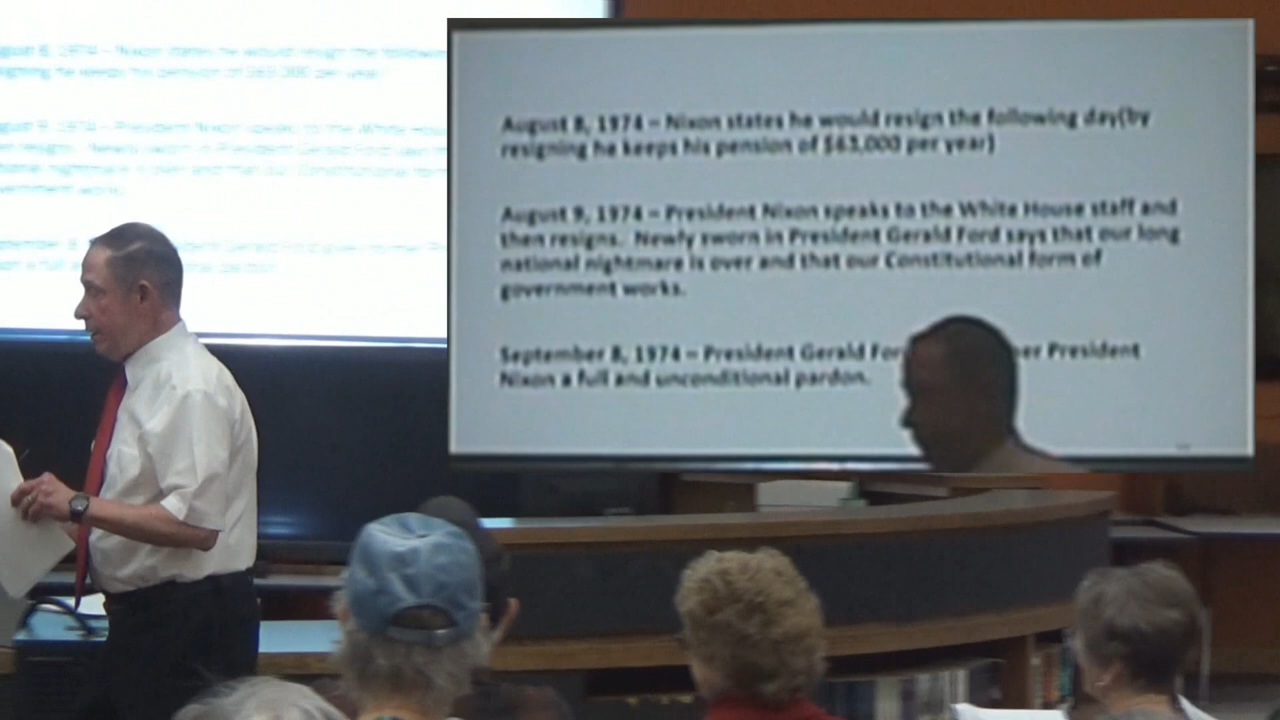 August 8, 1974 – Nixon states he would resign the following day(by
resigning he keeps his pension of $63,000 per year)
August 9, 1974 – President Nixon speaks to the White House staff and
then resigns. Newly sworn in President Gerald Ford says that our long
national nightmare is over and that our Constitutional form of
government works.
September 8, 1974 – President Gerald For er President
Nixon a full and unconditional pardon.